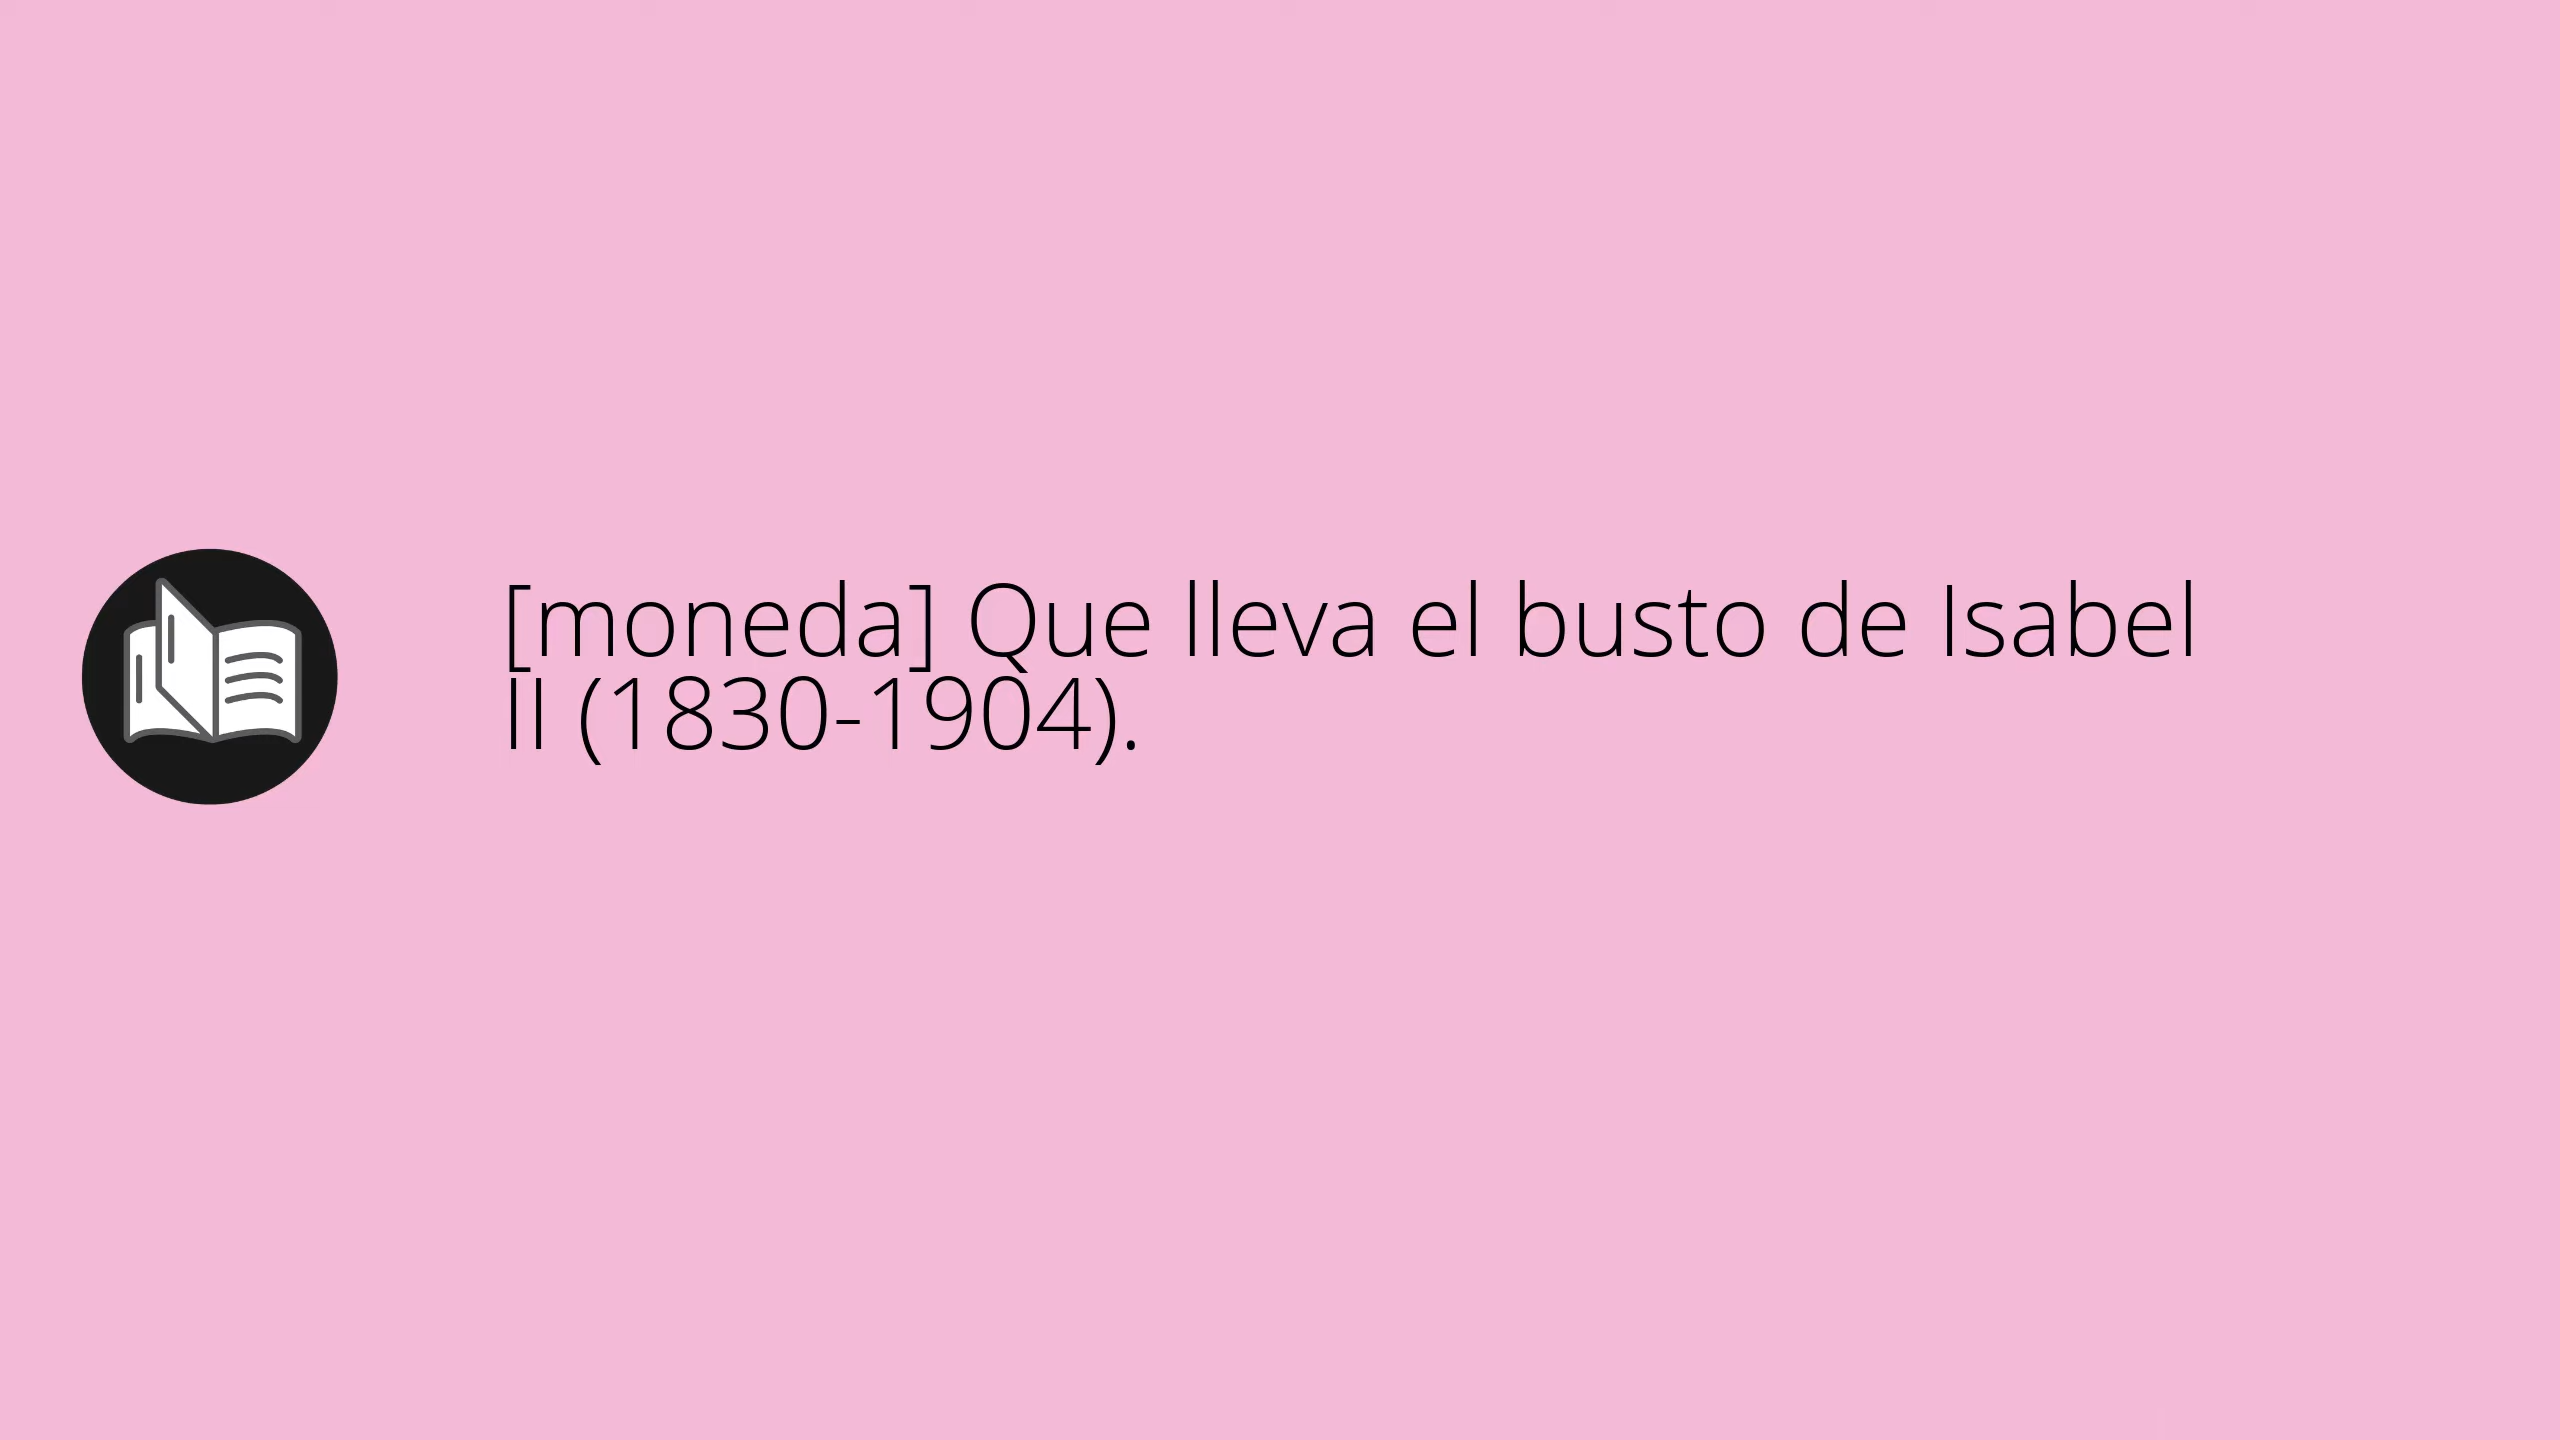 [moneda] Que lleva el busto de Isabel
II (1830-1904).